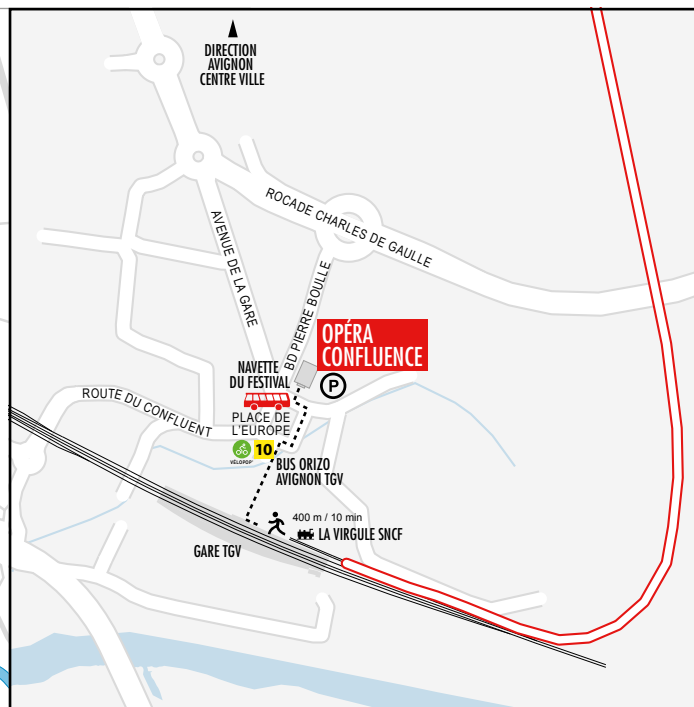 DIRECTION
AVIGNON
CENTRE VILLE
ROCADE CHARLES DE GAULLE
AVENUE DE LA GARE
BD PIERRE BOULLE
OPÉRA
CONFLUENCE
P
NAVETTE
DU FESTIVAL
ROUTE DU CONFLUENT
PLACE DE
L'EUROPE
VÉLOPOP'
10
BUS ORIZO
AVIGNON TGV
400 m / 10 min
LA VIRGULE SNCF
GARE TGV